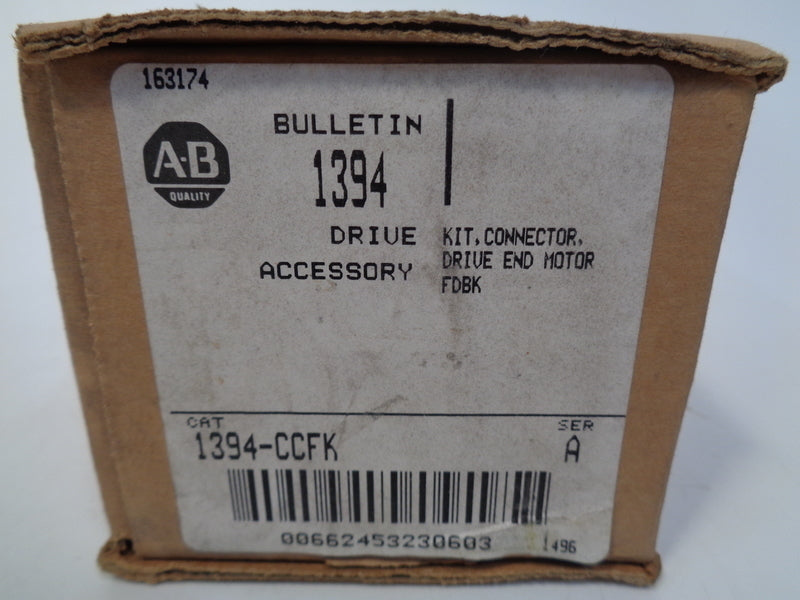 163174
A-B
QUALITY
BULLETIN
1394
DRIVE
ACCESSORY
KIT, CONNECTOR,
DRIVE END MOTOR
FDBK
CAT
1394-CCFK
SER
A
00662453230603
1496